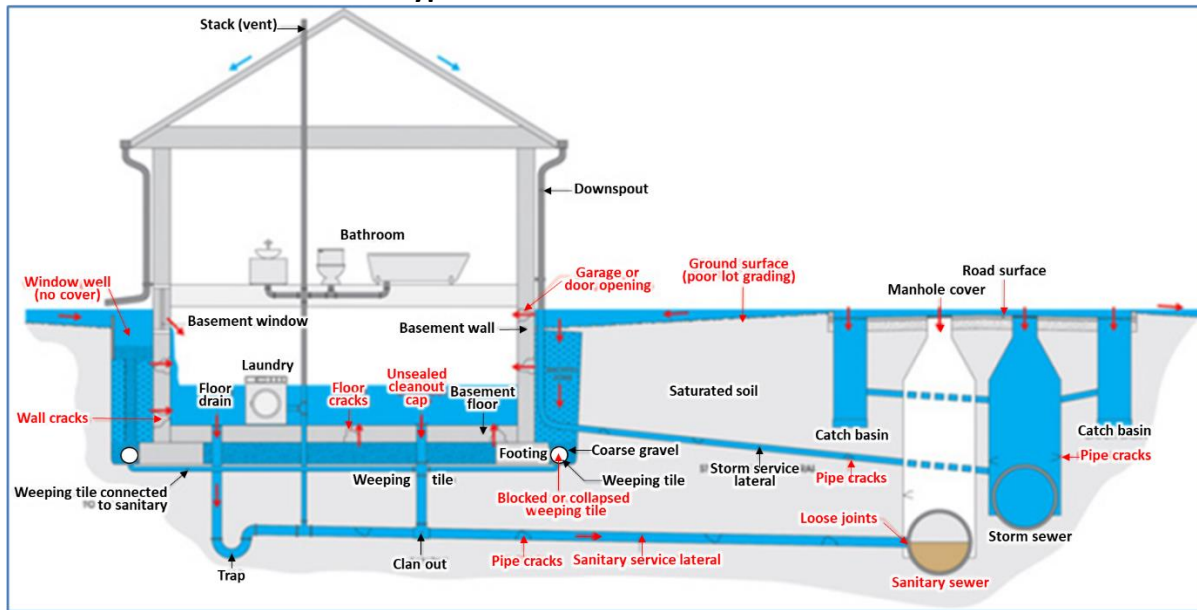 Stack (vent)
Downspout
Bathroom
Window well
(no cover)
Garage or
door opening
Ground surface
(poor lot grading)
Road surface
Manhole cover
Basement window
Basement wall
Laundry
Floor
drain
Floor
cracks
Unsealed
cleanout
cap
Basement
floor
Saturated soil
Wall cracks
Catch basin
Catch basin
Footing
Coarse gravel
Weeping tile
Weeping tile
Storm service
lateral
Pipe cracks
Pipe cracks
Weeping tile connected
to sanitary
Blocked or collapsed
weeping tile
Loose joints
Storm sewer
Trap
Clan out
Pipe cracks
Sanitary service lateral
Sanitary sewer